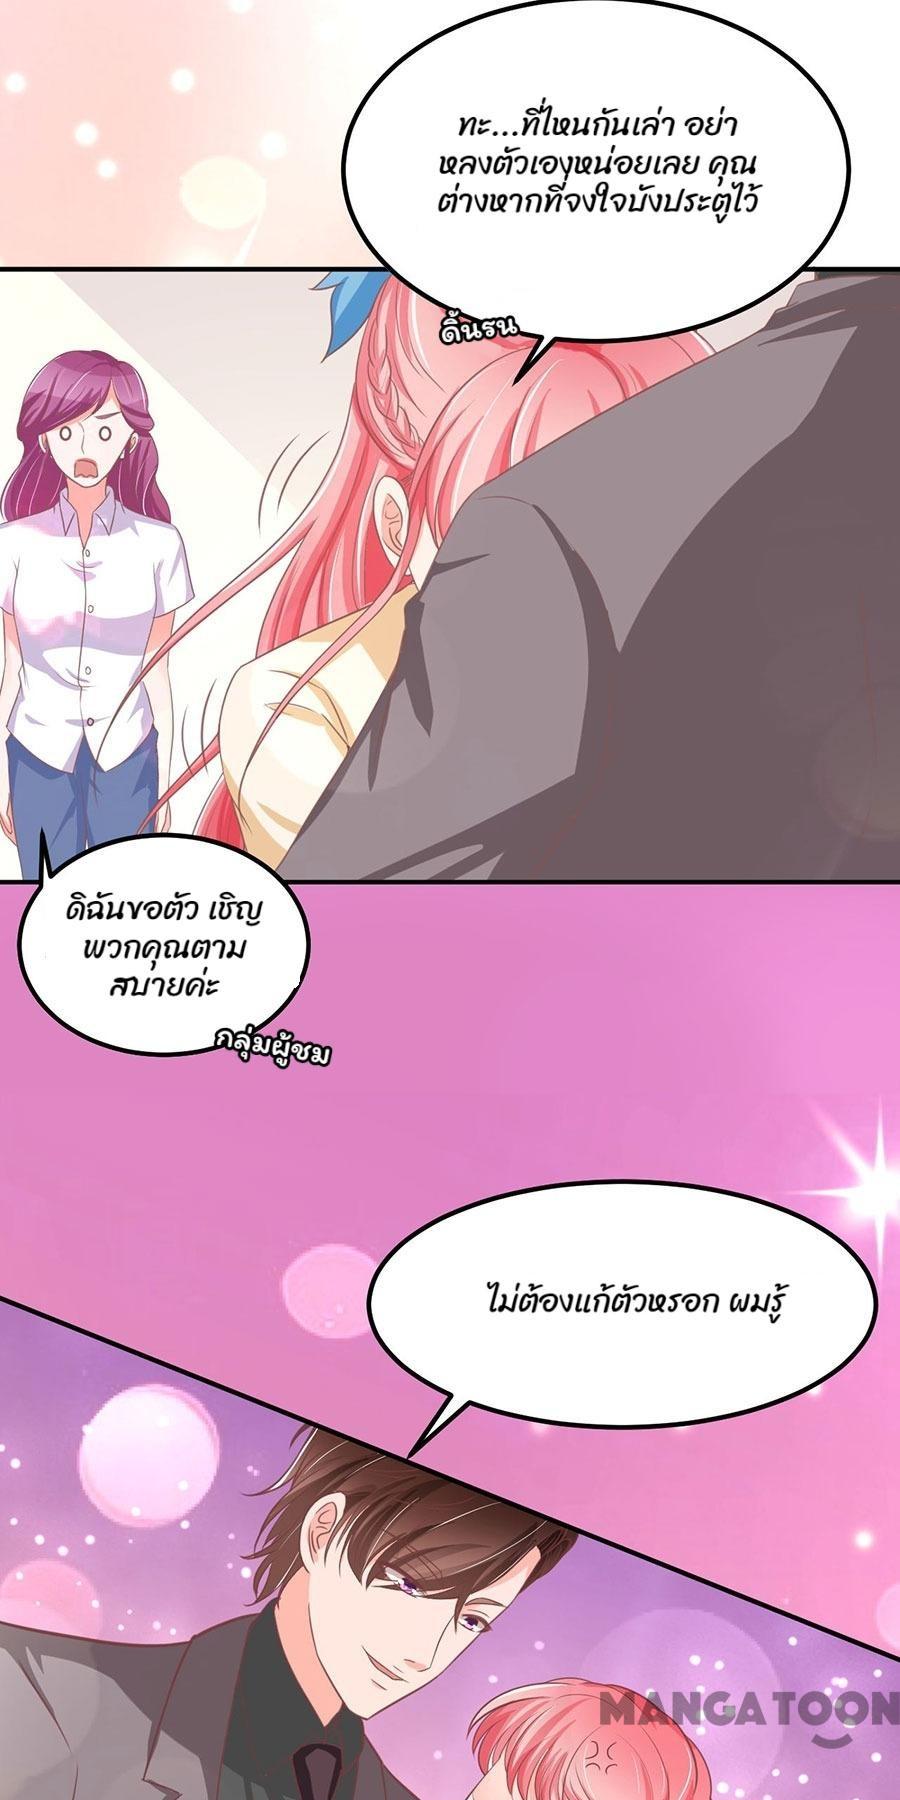 ทะ...ที่ไหนกันเล่า อย่า
หลงตัวเองหน่อยเลย คุณ
ต่างหากที่จงใจบังประตูไว้
ดิ้นรน
ดิฉันขอตัว เชิญ
พวกคุณตาม
สบายค่ะ
กลุ่มผู้ชม
ไม่ต้องแก้ตัวหรอก ผมรู้
MANGATOON